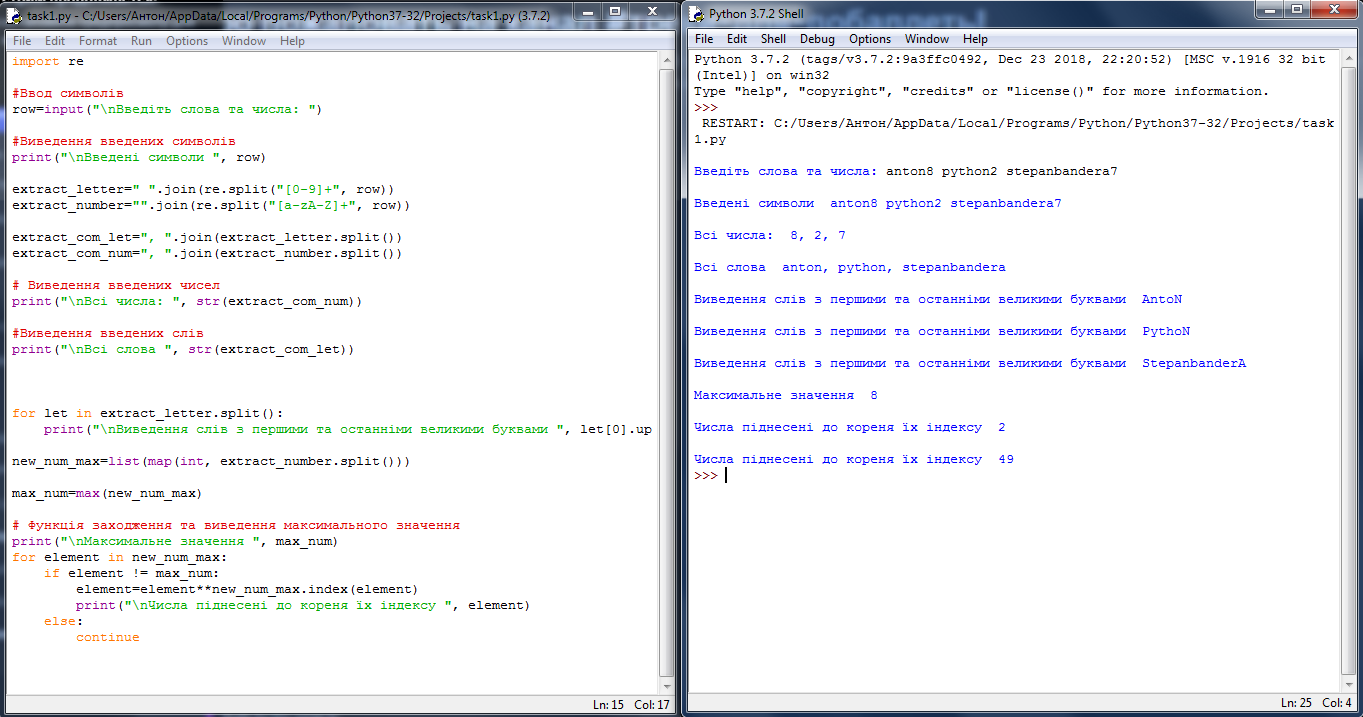 task1.py - C:/Users/Антон/AppData/Local/Programs/Python/Python37-32/Projects/task1.py (3.7.2)
File Edit Format Run Options Window Help
import re
#Ввод символів
row=input("\nВведіть слова та числа: ")
#Виведення введених символів
print("\nВведені символи ", row)
extract_letter=" ".join(re.split("[0-9]+", row))
extract_number="".join(re.split("[a-zA-Z]+", row))
extract_com_let=", ".join(extract_letter.split())
extract_com_num=", ".join(extract_number.split())
# Виведення введених чисел
print("\nВсі числа: ", str(extract_com_num))
#Виведення введених слів
print("\nВсі слова ", str(extract_com_let))
for let in extract_letter.split():
    print("\nВиведення слів з першими та останніми великими буквами ", let[0].up
new_num_max=list(map(int, extract_number.split()))
max_num=max(new_num_max)
# Функція заходження та виведення максимального значення
print("\nМаксимальне значення ", max_num)
for element in new_num_max:
    if element != max_num:
        element=element**new_num_max.index(element)
        print("\nЧисла піднесені до кореня їх індексу ", element)
    else:
        continue
Ln: 15 Col: 17
Python 3.7.2 Shell
File Edit Shell Debug Options Window Help
Python 3.7.2 (tags/v3.7.2:9a3ffc0492, Dec 23 2018, 22:20:52) [MSC v.1916 32 bit
(Intel)] on win32
Type "help", "copyright", "credits" or "license()" for more information.
>>>
 RESTART: C:/Users/Антон/AppData/Local/Programs/Python/Python37-32/Projects/task
1.py
Введіть слова та числа: anton8 python2 stepanbandera7
Введені символи  anton8 python2 stepanbandera7
Всі числа:  8, 2, 7
Всі слова  anton, python, stepanbandera
Виведення слів з першими та останніми великими буквами  AntoN
Виведення слів з першими та останніми великими буквами  PythoN
Виведення слів з першими та останніми великими буквами  StepanbanderA
Максимальне значення  8
Числа піднесені до кореня їх індексу  2
Числа піднесені до кореня їх індексу  49
>>>
Ln: 25 Col: 4